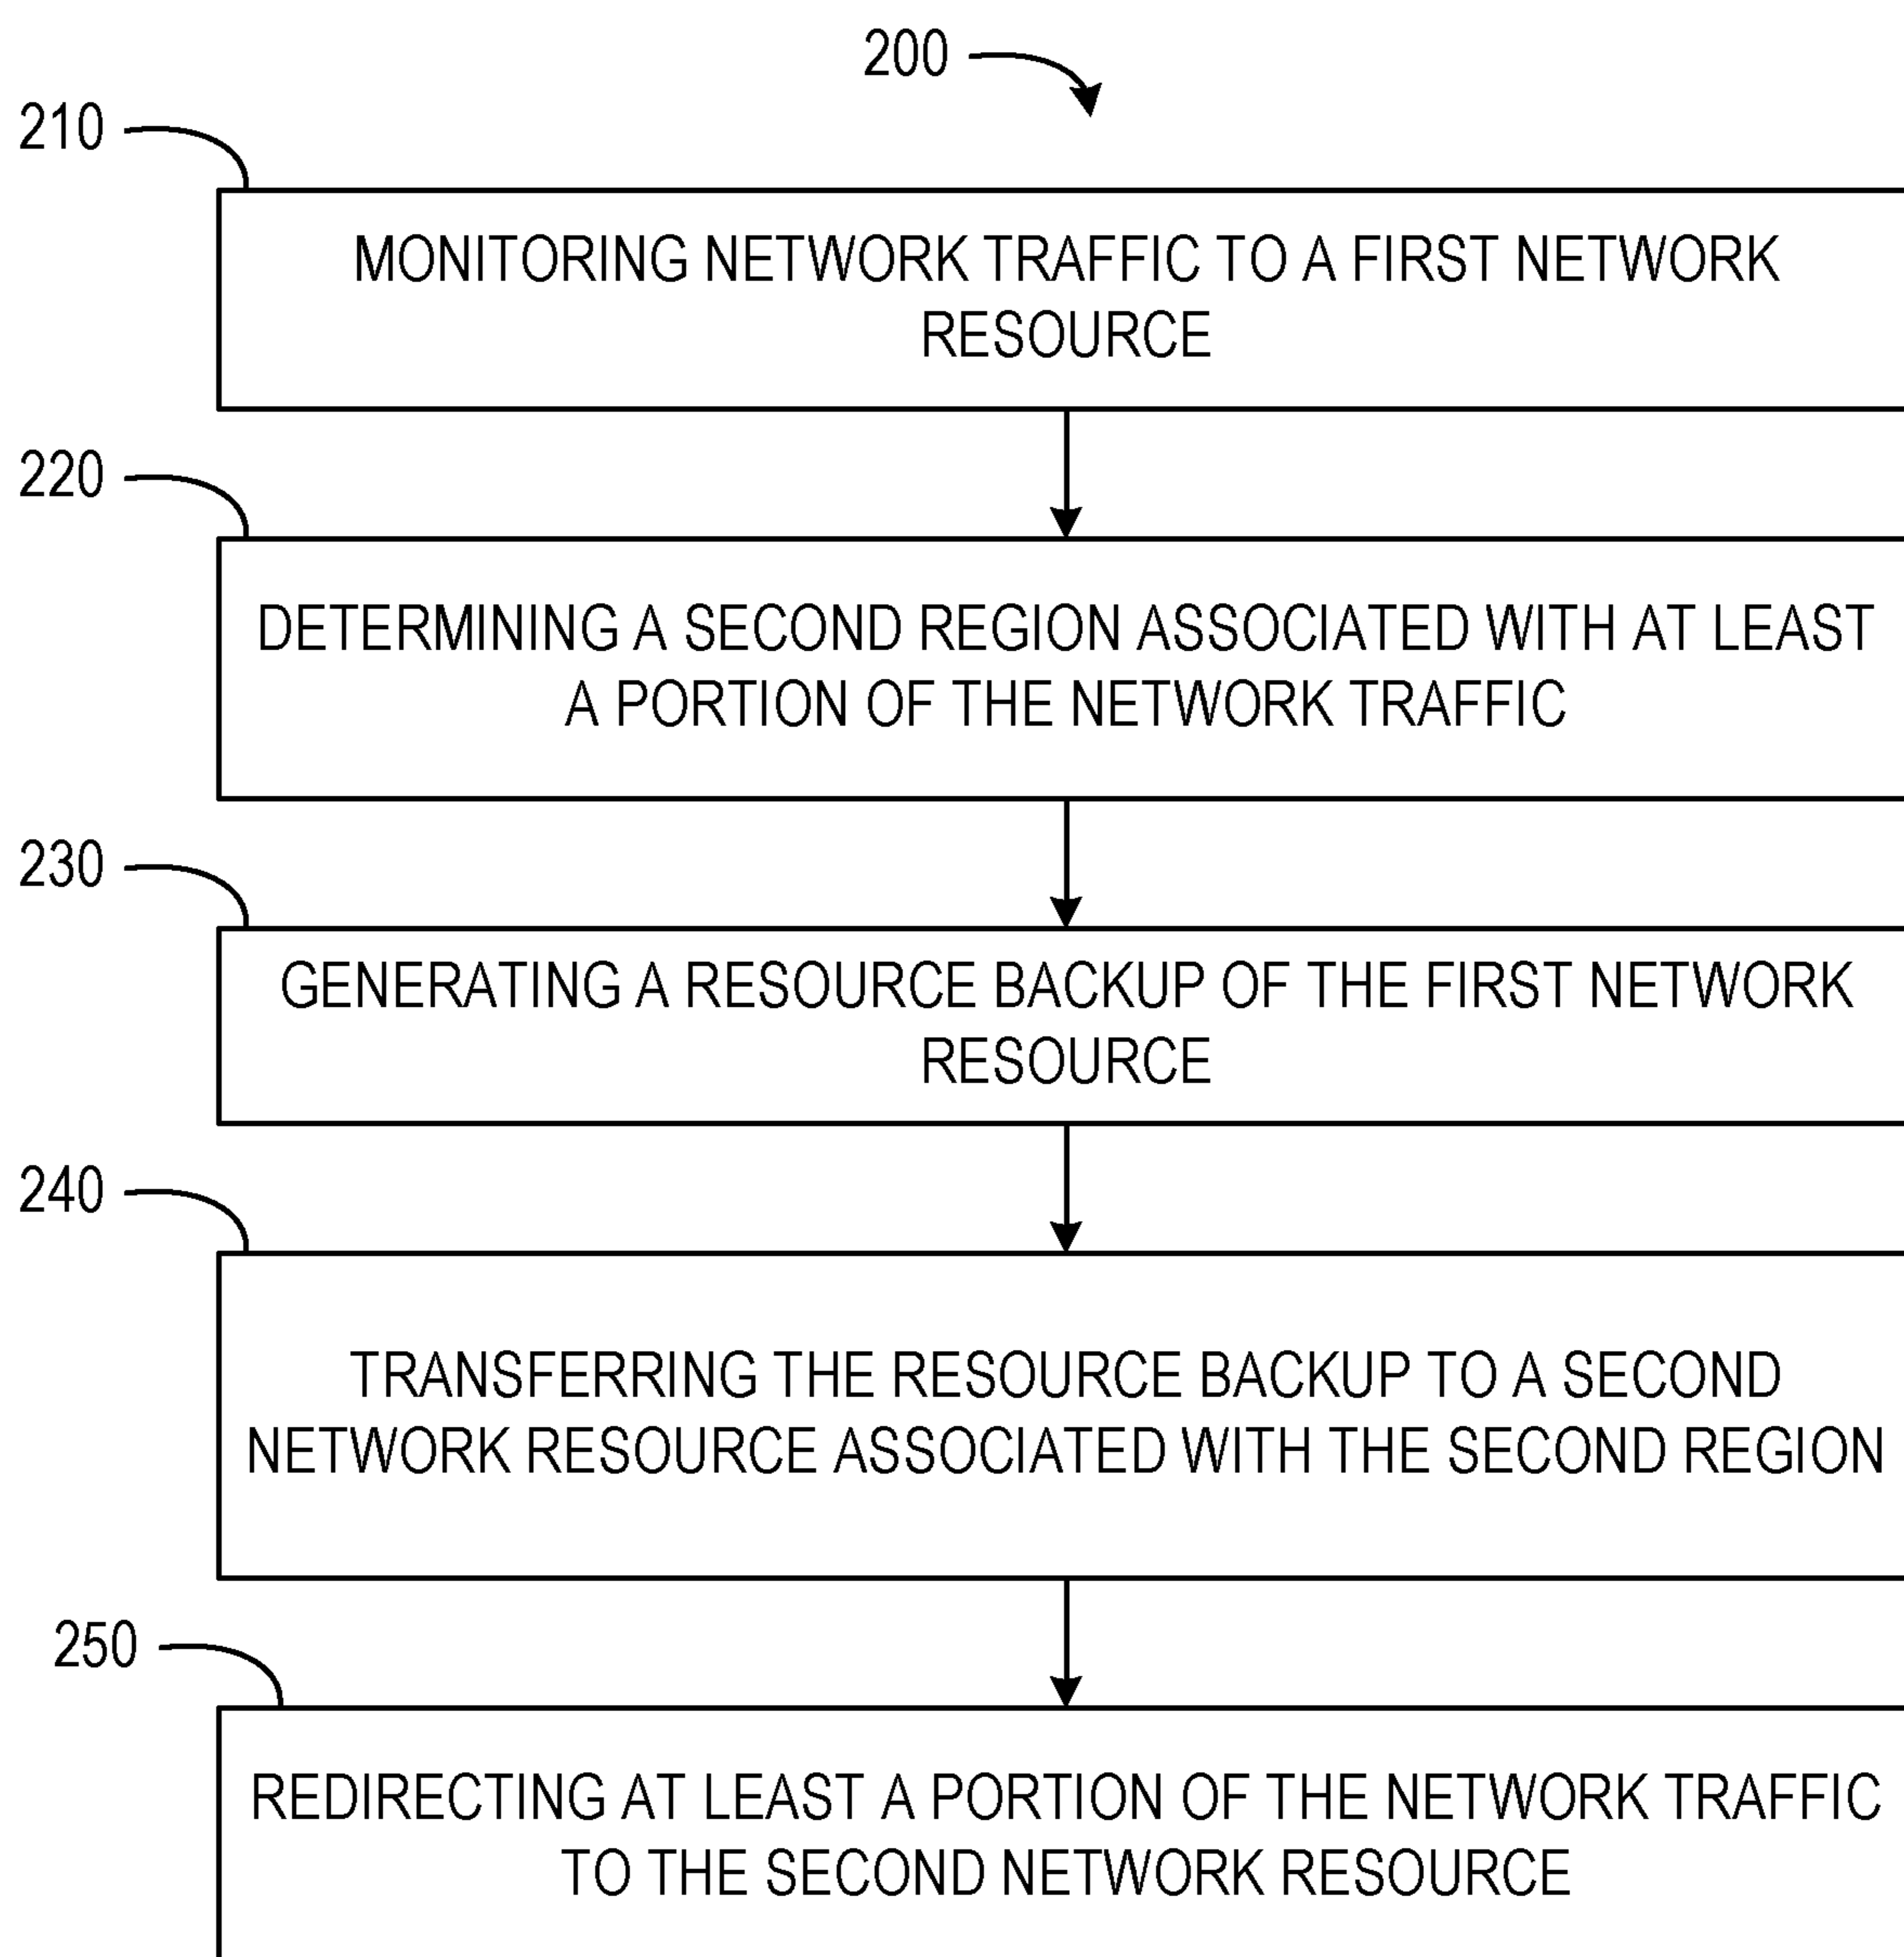 200
210
MONITORING NETWORK TRAFFIC TO A FIRST NETWORK
RESOURCE
220
DETERMINING A SECOND REGION ASSOCIATED WITH AT LEAST
A PORTION OF THE NETWORK TRAFFIC
230
GENERATING A RESOURCE BACKUP OF THE FIRST NETWORK
RESOURCE
240
TRANSFERRING THE RESOURCE BACKUP TO A SECOND
NETWORK RESOURCE ASSOCIATED WITH THE SECOND REGION
250
REDIRECTING AT LEAST A PORTION OF THE NETWORK TRAFFIC
TO THE SECOND NETWORK RESOURCE